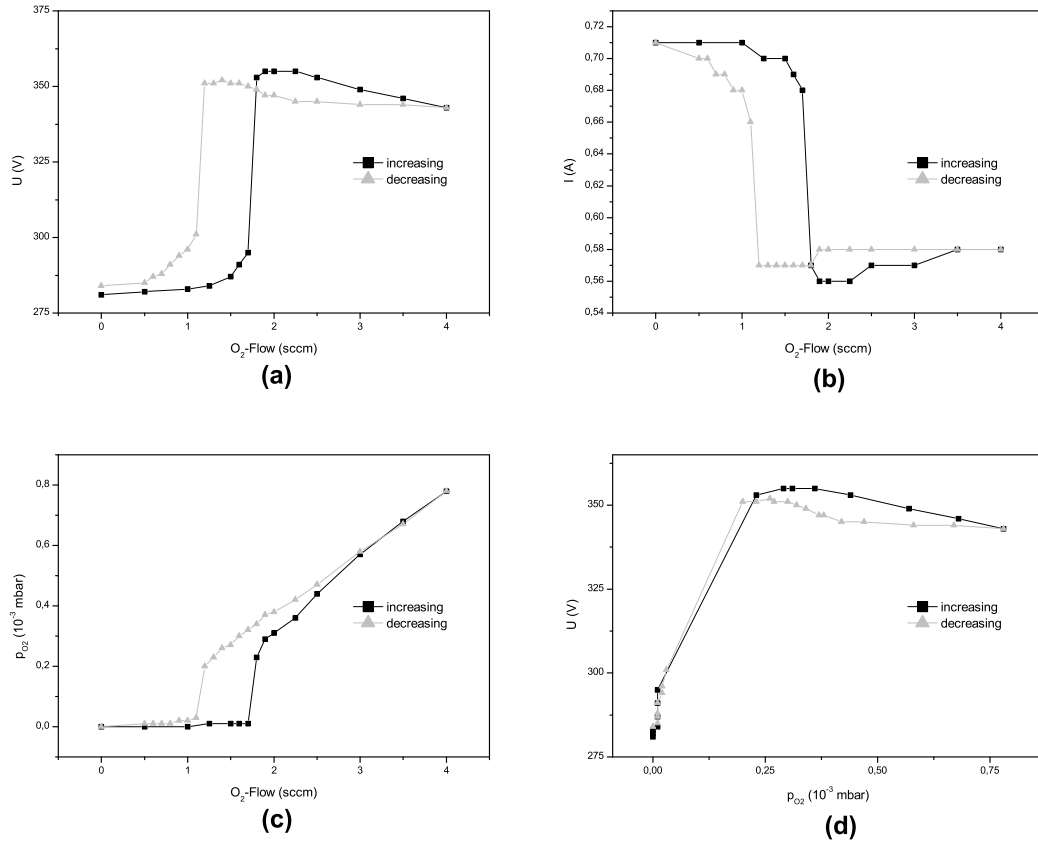 375
350
325
300
275
U (V)
0
1
2
3
4
O2-Flow (sccm)
increasing
decreasing
(a)
0,72
0,70
0,68
0,66
0,64
0,62
0,60
0,58
0,56
0,54
I (A)
0
1
2
3
4
O2-Flow (sccm)
increasing
decreasing
(b)
0,8
0,6
0,4
0,2
0,0
pO2 (10-3 mbar)
0
1
2
3
4
O2-Flow (sccm)
increasing
decreasing
(c)
350
325
300
275
U (V)
0,00
0,25
0,50
0,75
pO2 (10-3 mbar)
increasing
decreasing
(d)